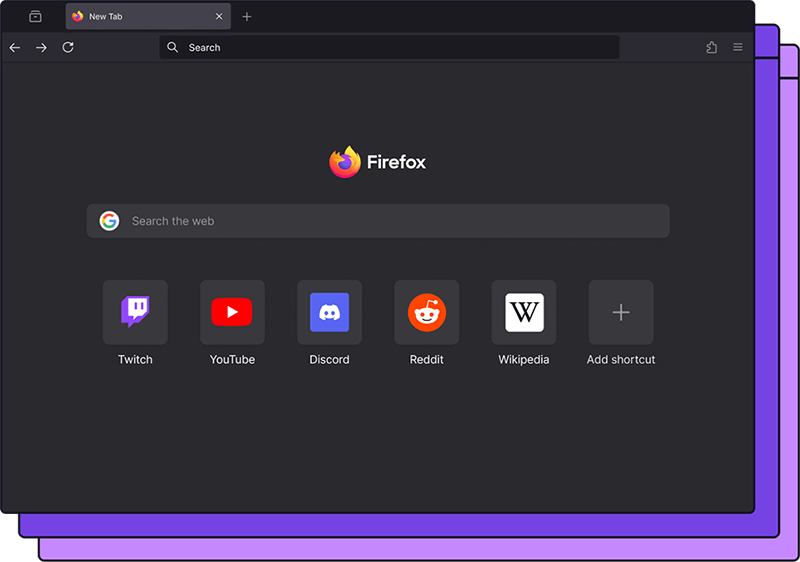 New Tab
Search
Firefox
Search the web
Twitch
YouTube
Discord
Reddit
W
Wikipedia
Add shortcut